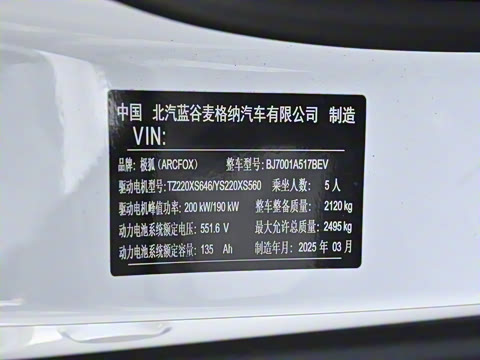 中国 北汽蓝谷麦格纳汽车有限公司 制造
VIN:
品牌: 极狐(ARCFOX) 整车型号:BJ7001A517BEV
驱动电机型号:TZ220XS646/YS220XS560 乘坐人数: 5 人
驱动电机峰值功率: 200 kW/190 kW 整车整备质量: 2120 kg
动力电池系统额定电压: 551.6 V 最大允许总质量: 2495 kg
动力电池系统额定容量: 135 Ah 制造年月: 2025 年 03 月